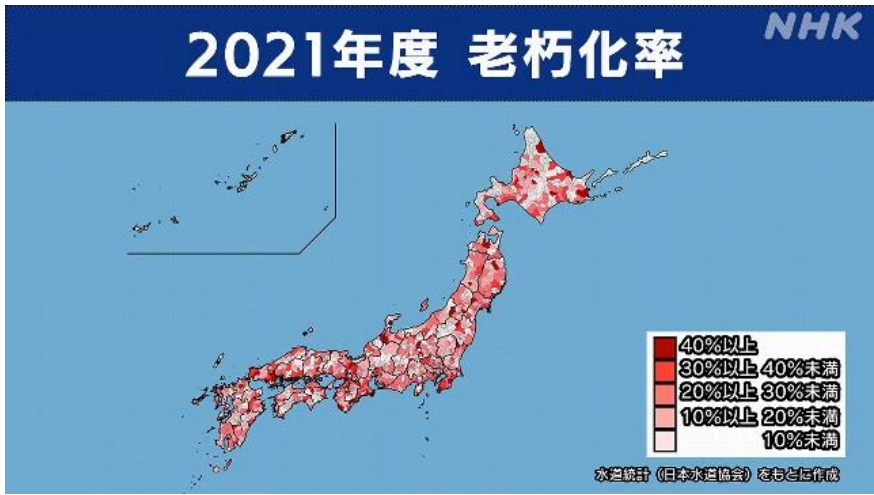 NHK
2021年度 老朽化率
40%以上
30%以上 40%未満
20%以上 30%未満
10%以上 20%未満
10%未満
水道統計（日本水道協会）をもとに作成